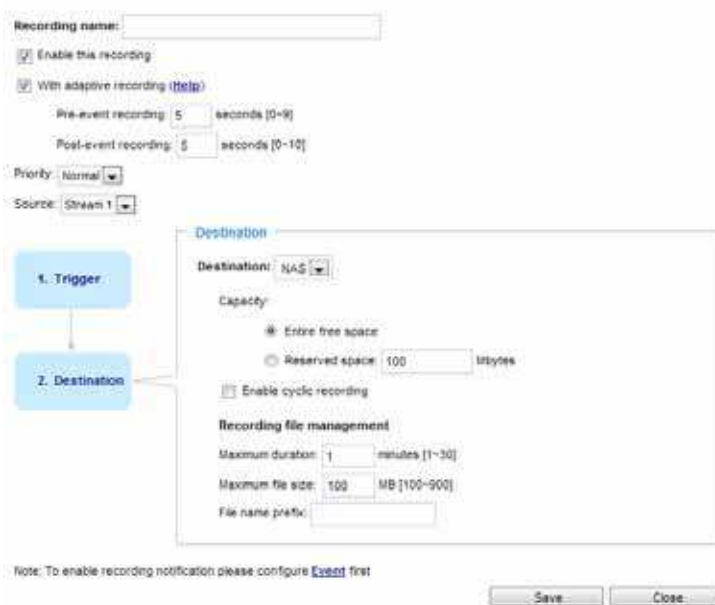 Recording name:
Enable this recording
With adaptive recording (Help)
Pre-event recording: 5 seconds [0~9]
Post-event recording: 5 seconds [0~10]
Priority: Normal
Source: Stream 1
Destination
1. Trigger
2. Destination
Destination: NAS
Capacity:
Entire free space
Reserved space: 100 Mbytes
Enable cyclic recording
Recording file management
Maximum duration: 1 minutes [1~30]
Maximum file size: 100 MB [100~900]
File name prefix:
Note: To enable recording notification please configure Event first
Save Close